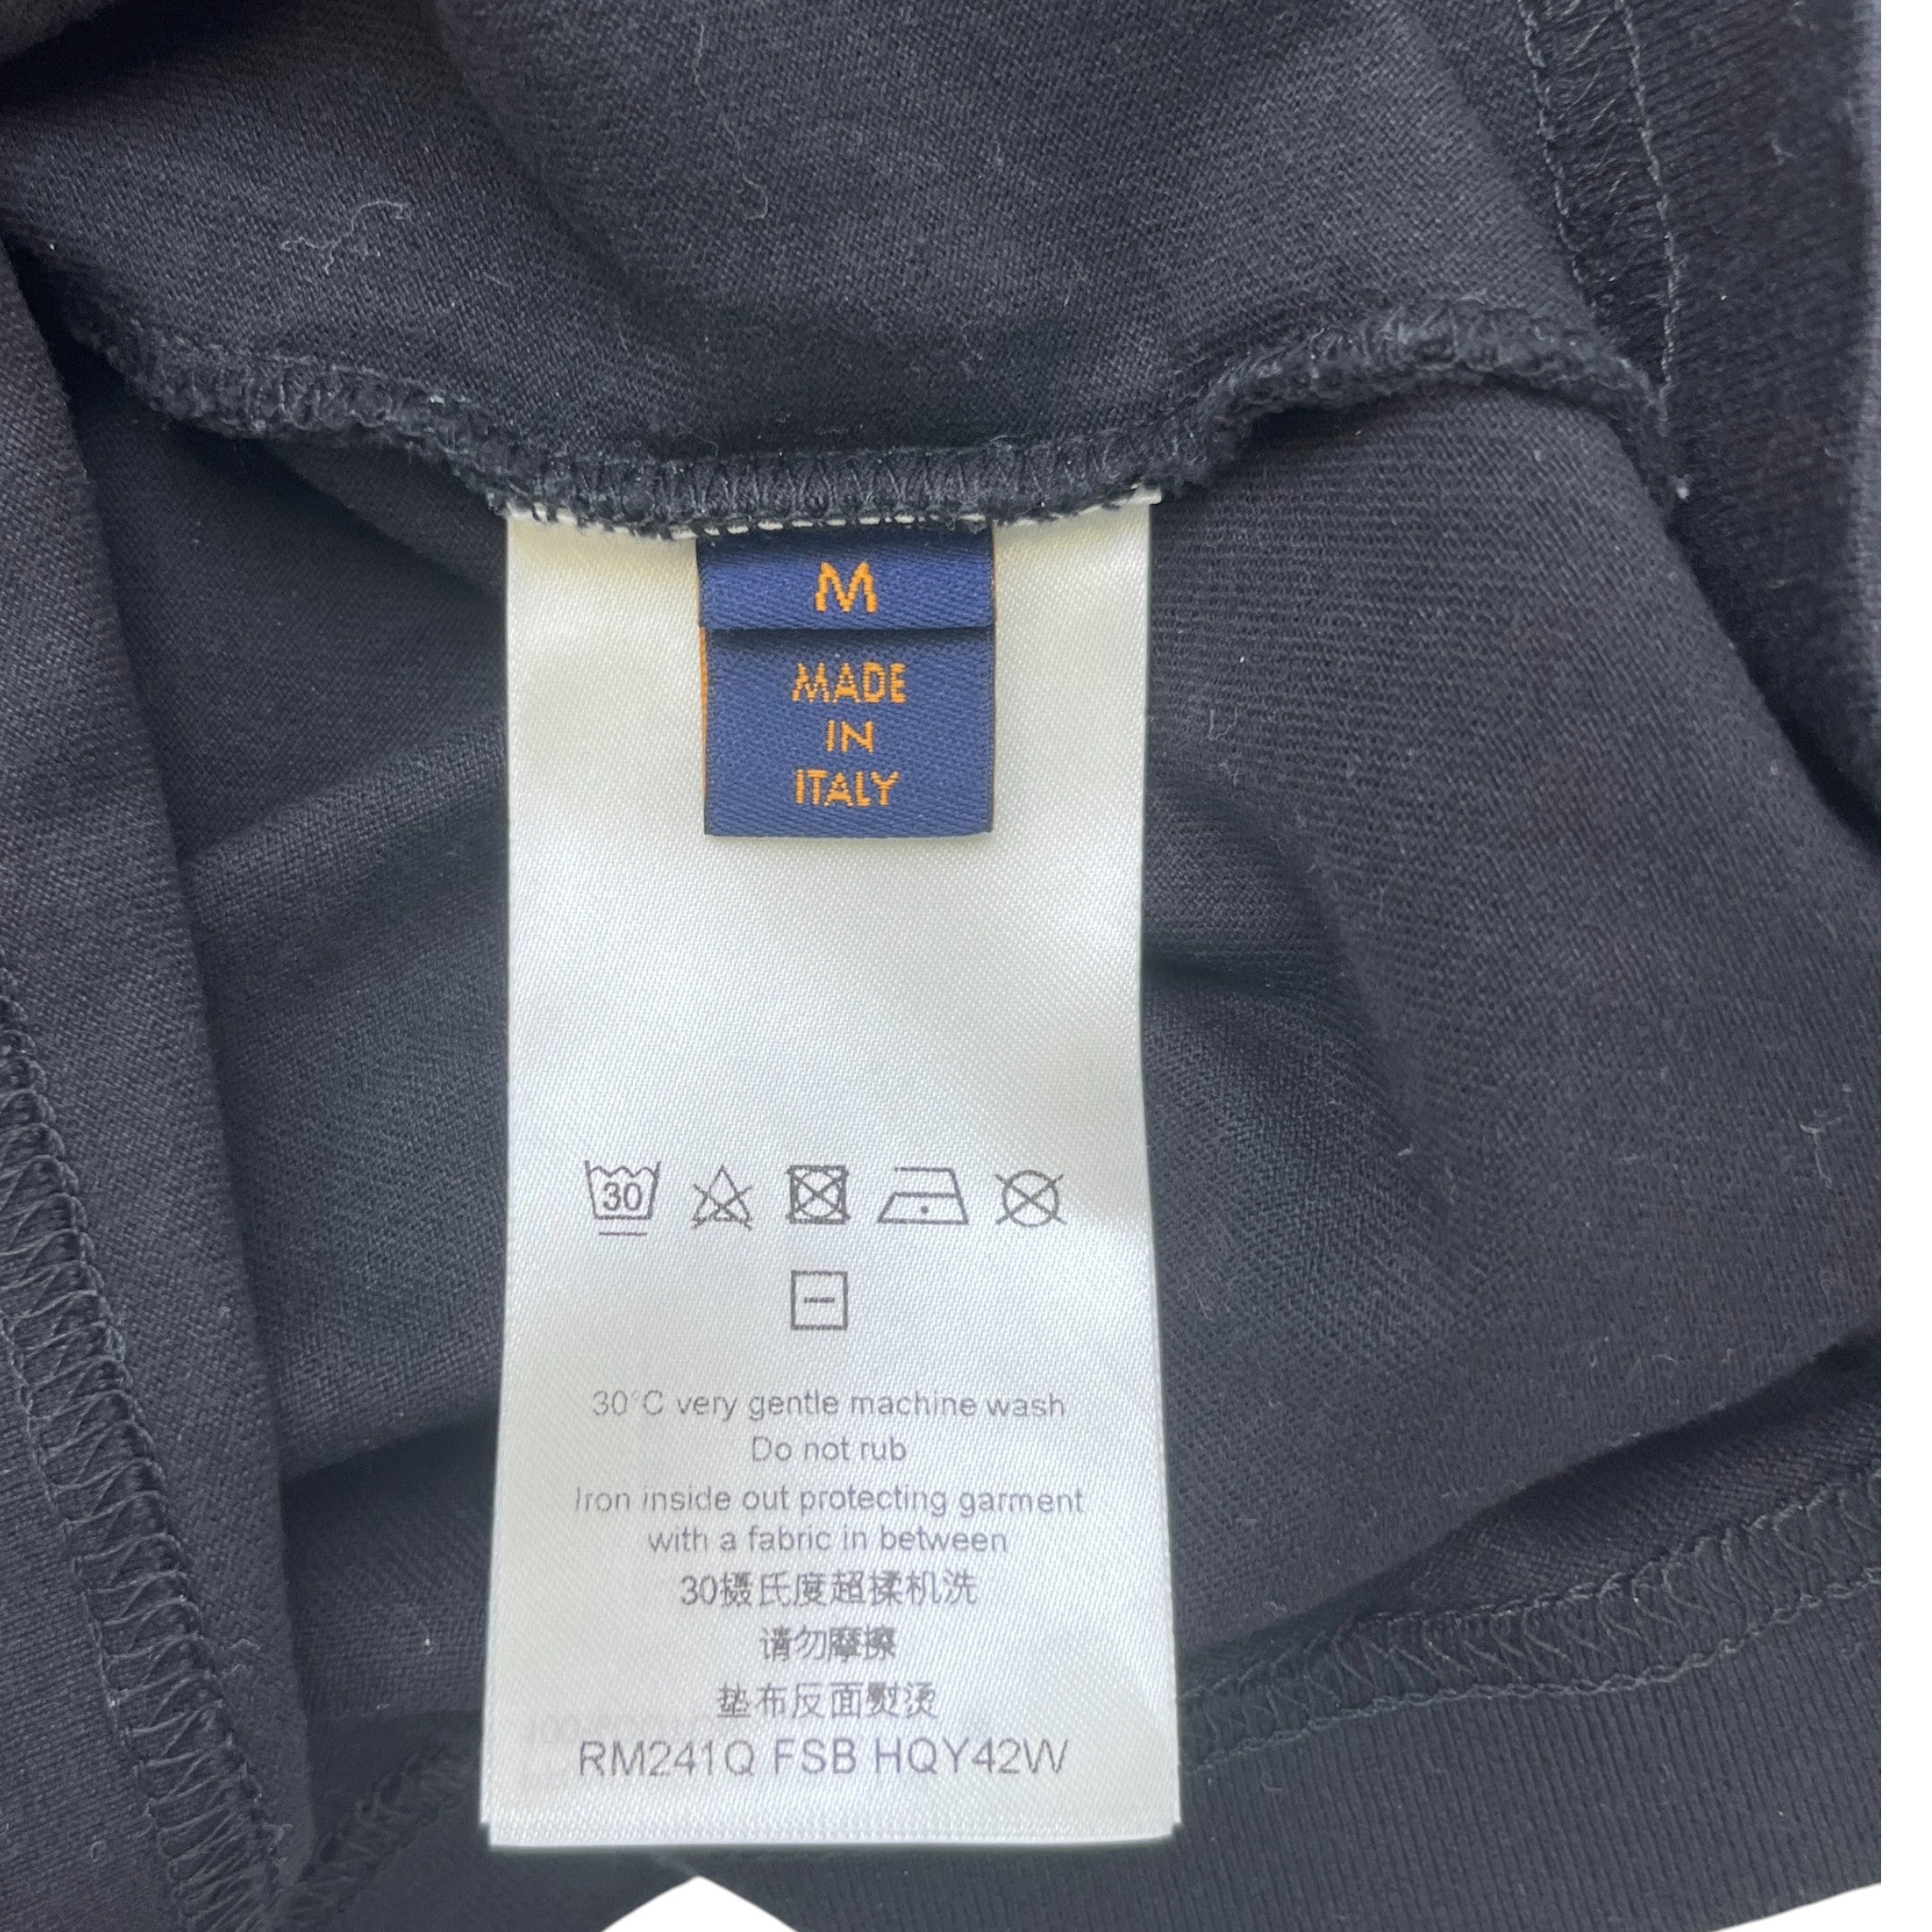 M
MADE
IN
ITALY
30
30°C very gentle machine wash
Do not rub
Iron inside out protecting garment
with a fabric in between
30摄氏度超揉机洗
请勿摩擦
垫布反面熨烫
RM241Q FSB HQY42W